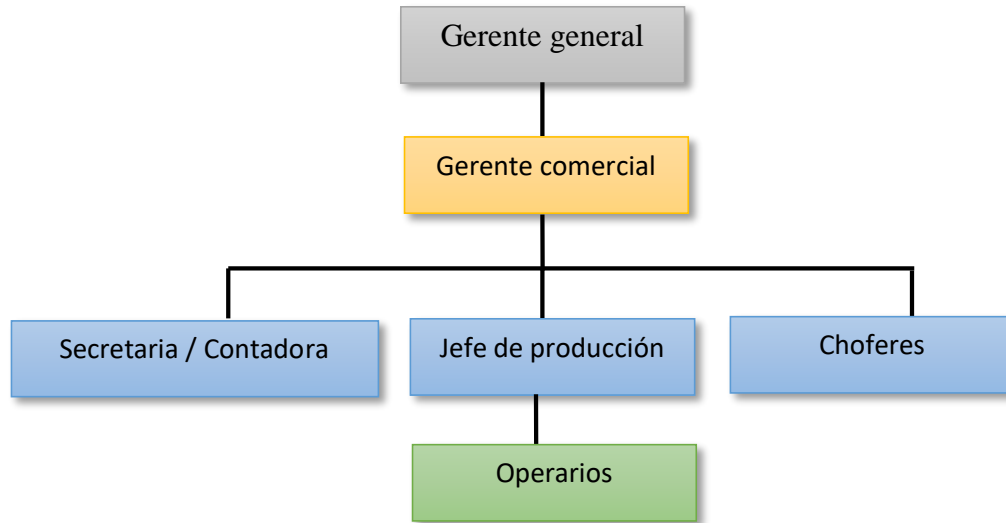 Gerente general
Gerente comercial
Secretaria / Contadora
Jefe de producción
Choferes
Operarios